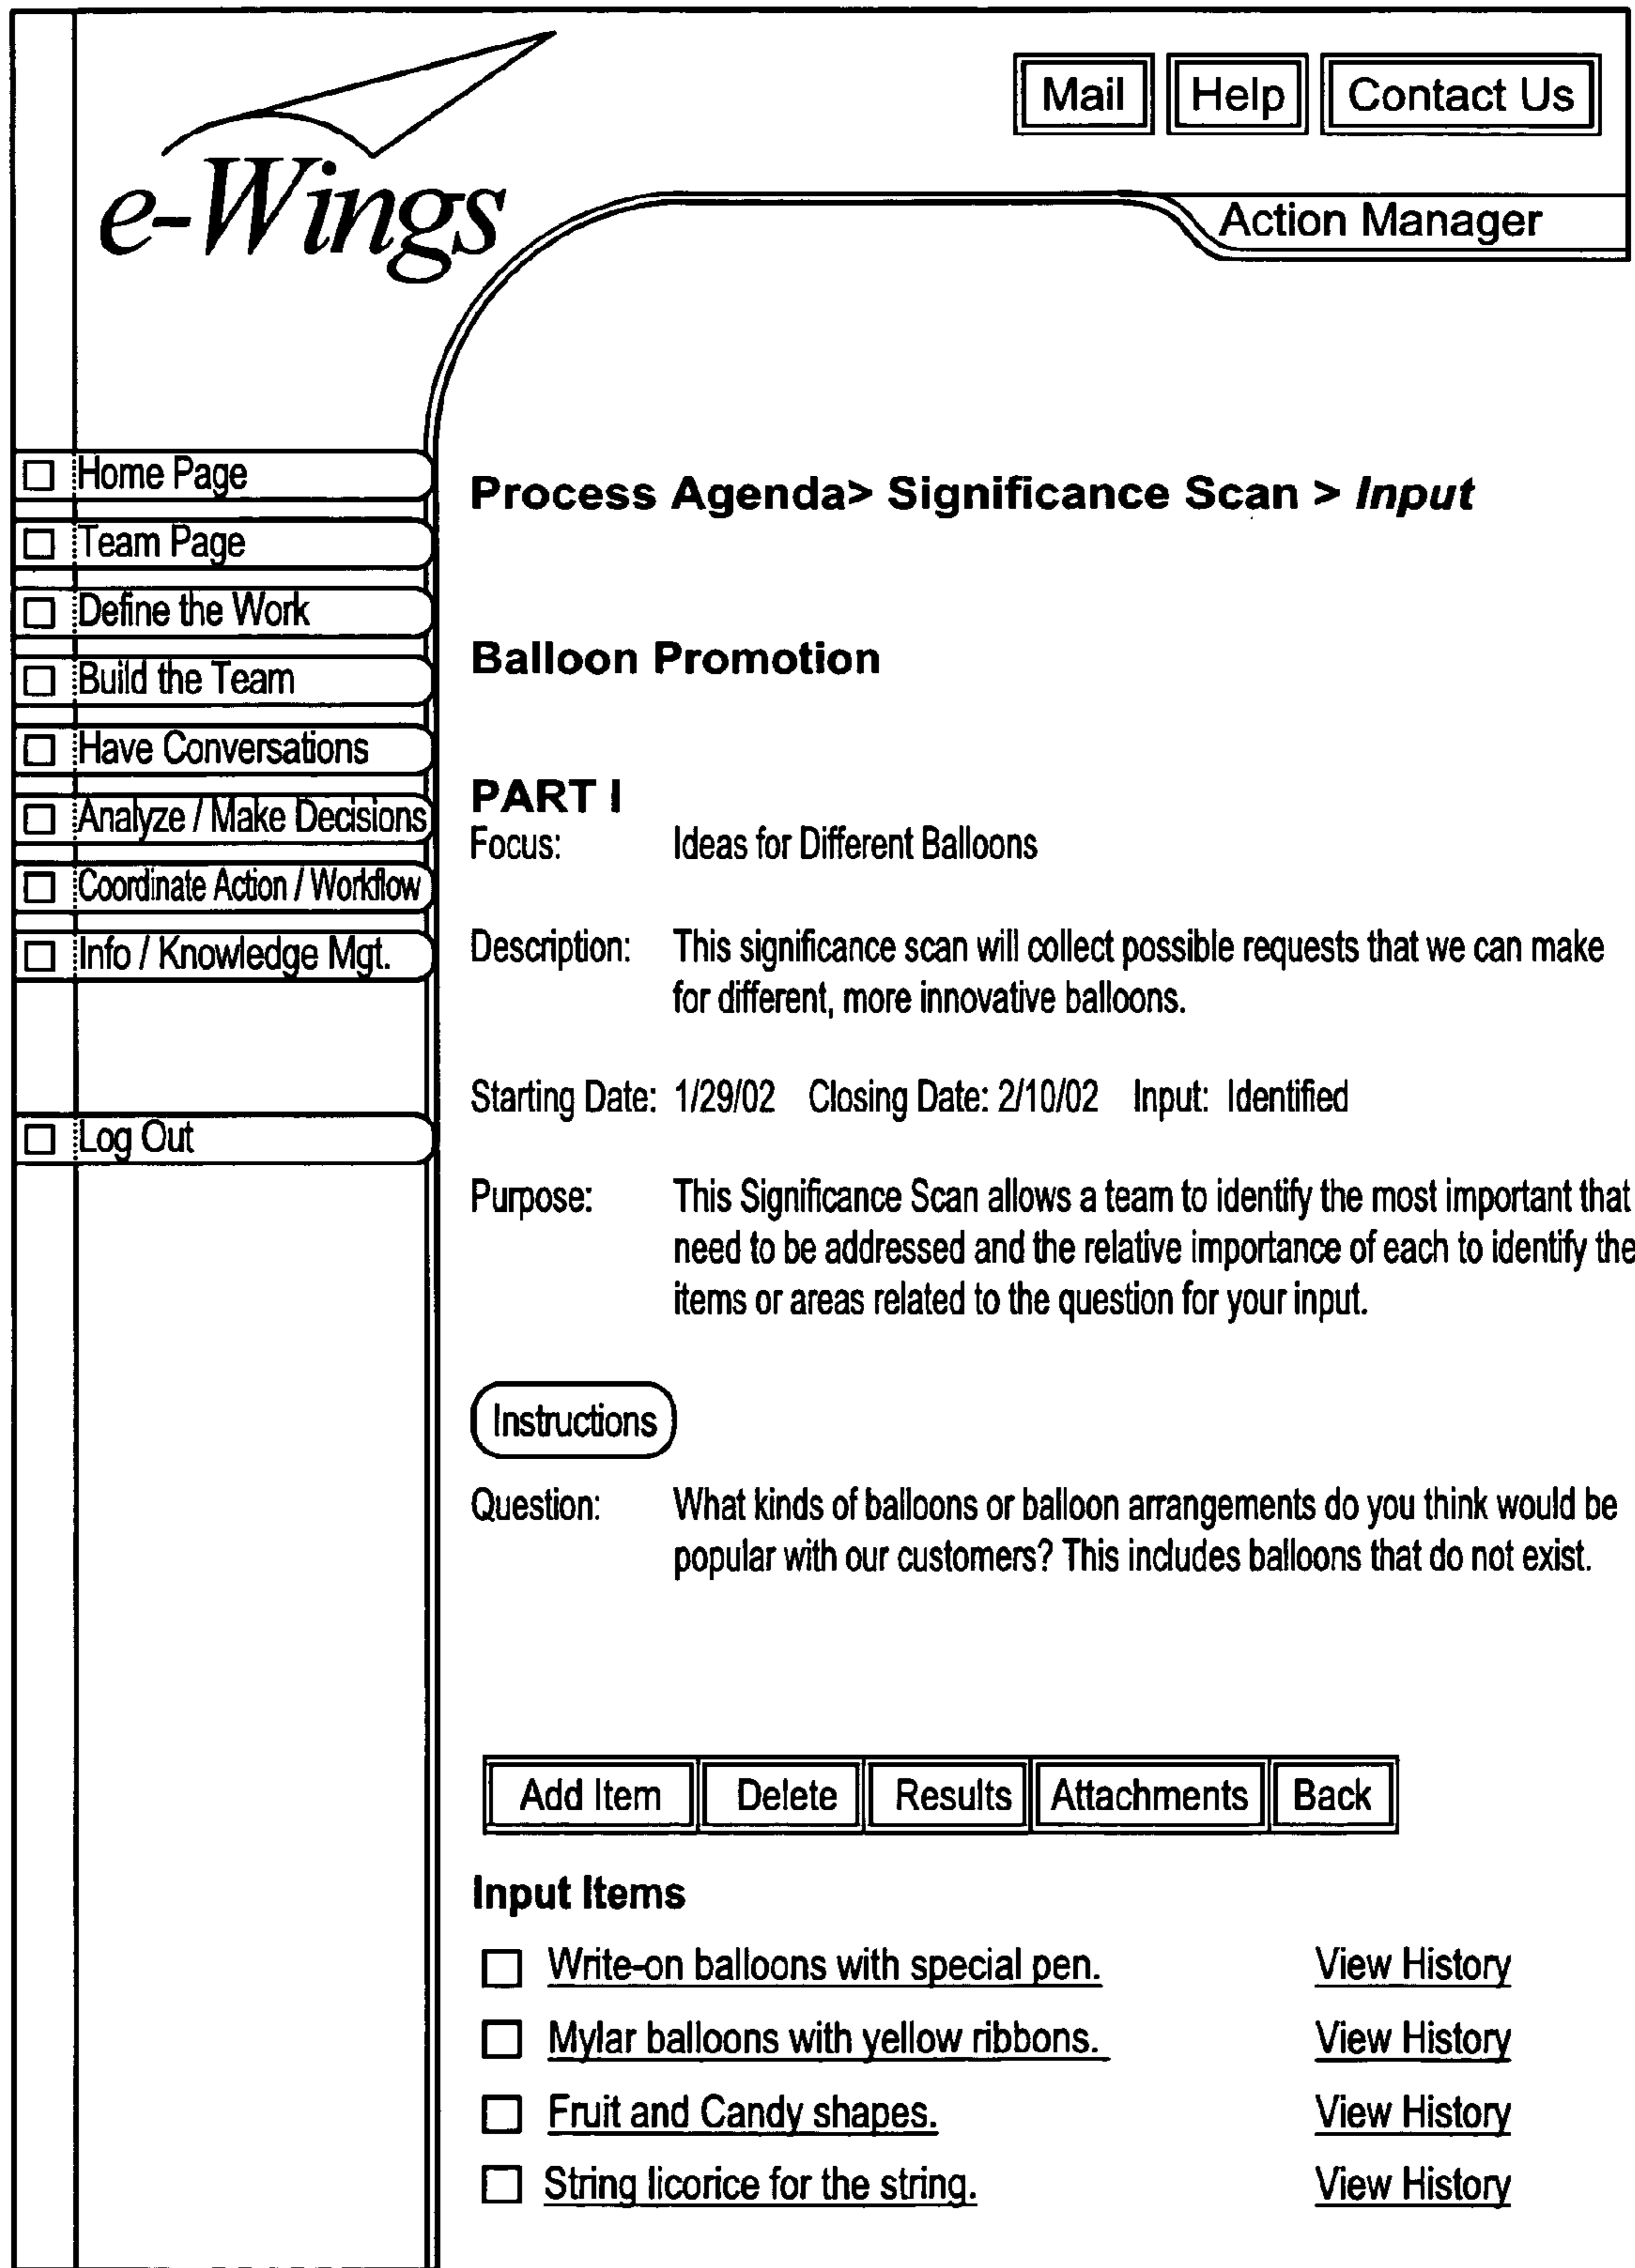 Mail Help Contact Us
e-Wings
Action Manager
Home Page
Team Page
Define the Work
Build the Team
Have Conversations
Analyze / Make Decisions
Coordinate Action / Workflow
Info / Knowledge Mgt.
Log Out
Process Agenda> Significance Scan > Input
Balloon Promotion
PART I
Focus: Ideas for Different Balloons
Description: This significance scan will collect possible requests that we can make
for different, more innovative balloons.
Starting Date: 1/29/02 Closing Date: 2/10/02 Input: Identified
Purpose: This Significance Scan allows a team to identify the most important that
need to be addressed and the relative importance of each to identify the
items or areas related to the question for your input.
Instructions
Question: What kinds of balloons or balloon arrangements do you think would be
popular with our customers? This includes balloons that do not exist.
Add Item Delete Results Attachments Back
Input Items
Write-on balloons with special pen. View History
Mylar balloons with yellow ribbons. View History
Fruit and Candy shapes. View History
String licorice for the string. View History